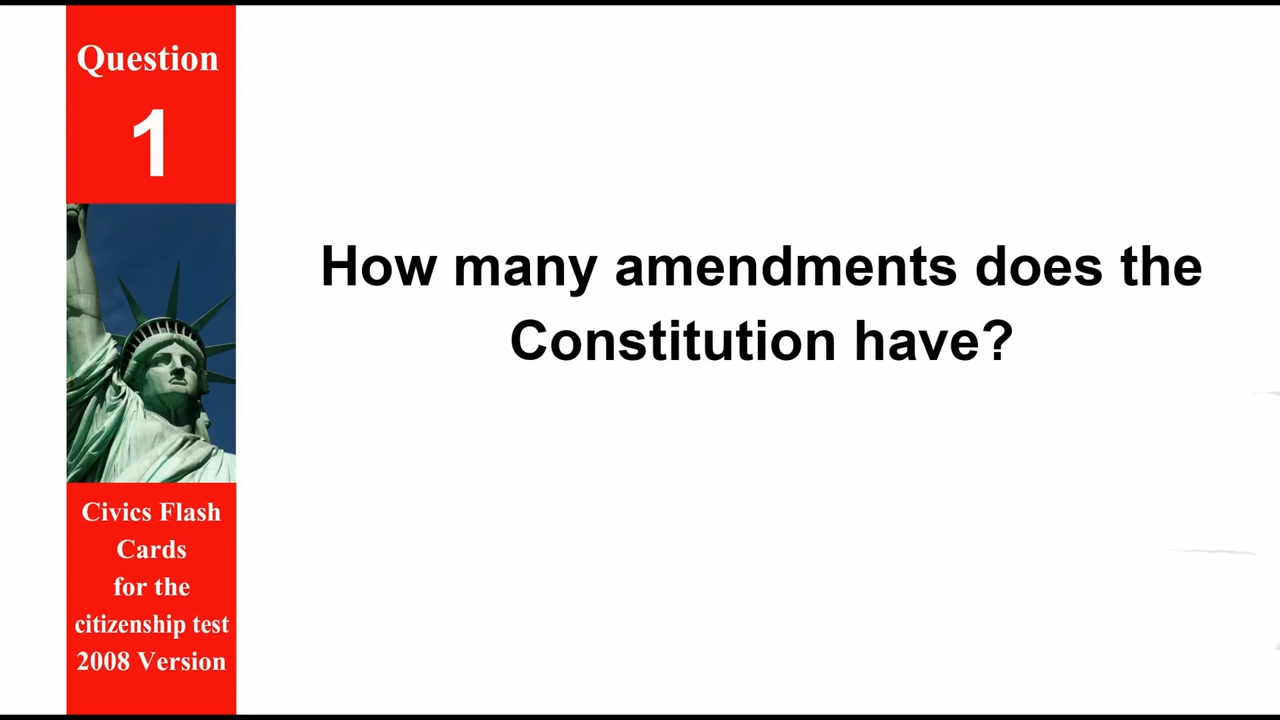 Question
1
How many amendments does the
Constitution have?
Civics Flash
Cards
for the
citizenship test
2008 Version